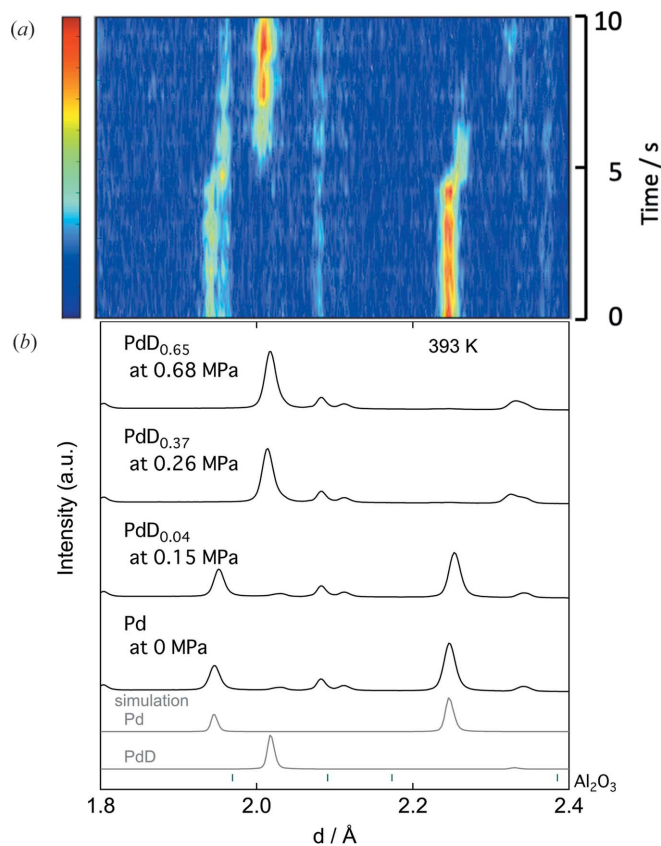 (a)
10
5
0
Time / s
(b)
PdD0.65
at 0.68 MPa
393 K
PdD0.37
at 0.26 MPa
PdD0.04
at 0.15 MPa
Pd
at 0 MPa
simulation
Pd
PdD
Al2O3
Intensity (a.u.)
1.8 2.0 2.2 2.4
d / Å